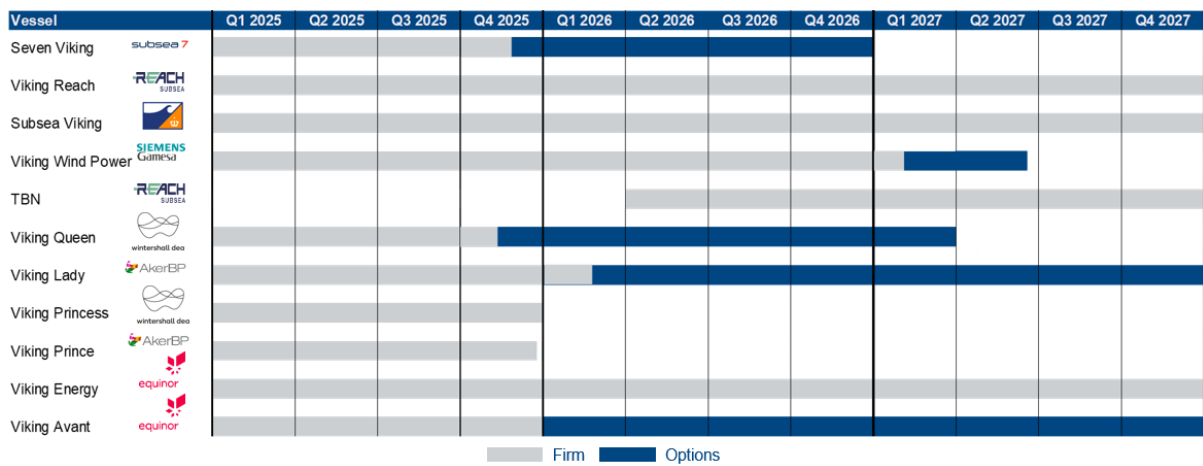 Vessel Q1 2025 Q2 2025 Q3 2025 Q4 2025 Q1 2026 Q2 2026 Q3 2026 Q4 2026 Q1 2027 Q2 2027 Q3 2027 Q4 2027
Seven Viking subsea 7
Viking Reach REACH SUBSEA
Subsea Viking
Viking Wind Power SIEMENS Gamesa
TBN REACH SUBSEA
Viking Queen wintershall dea
Viking Lady AkerBP
Viking Princess wintershall dea
Viking Prince AkerBP
Viking Energy equinor
Viking Avant equinor
Firm Options